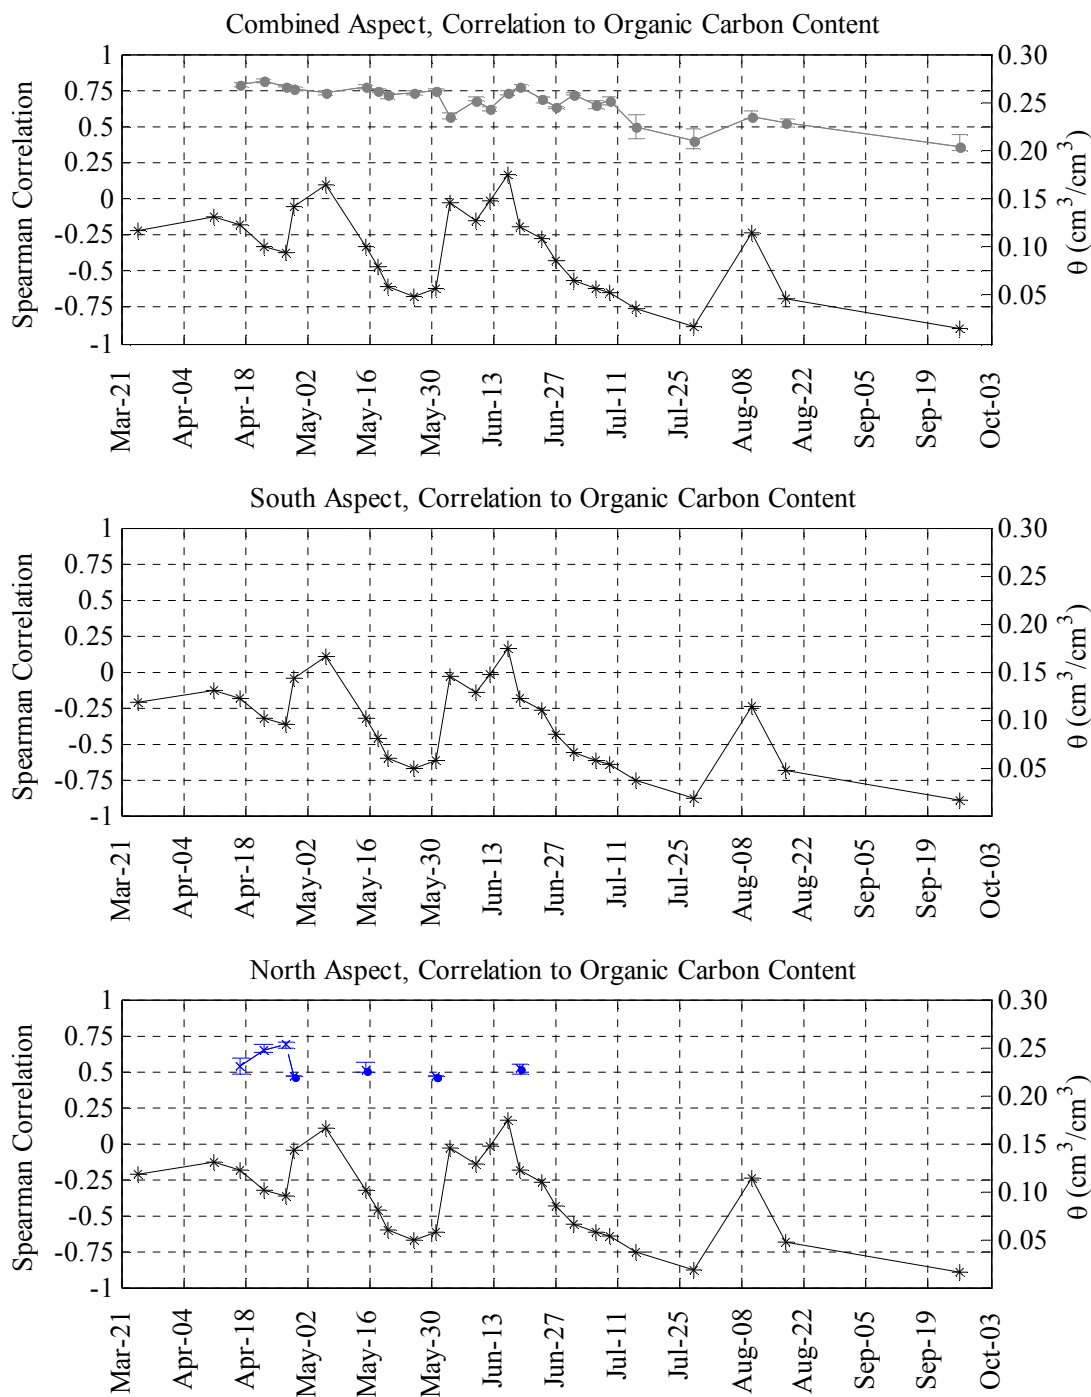 Combined Aspect, Correlation to Organic Carbon Content
Spearman Correlation
1
0.75
0.5
0.25
0
-0.25
-0.5
-0.75
-1
0.30
0.25
0.20
0.15
0.10
0.05
θ (cm³/cm³)
Mar-21
Apr-04
Apr-18
May-02
May-16
May-30
Jun-13
Jun-27
Jul-11
Jul-25
Aug-08
Aug-22
Sep-05
Sep-19
Oct-03
South Aspect, Correlation to Organic Carbon Content
Spearman Correlation
1
0.75
0.5
0.25
0
-0.25
-0.5
-0.75
-1
0.30
0.25
0.20
0.15
0.10
0.05
θ (cm³/cm³)
Mar-21
Apr-04
Apr-18
May-02
May-16
May-30
Jun-13
Jun-27
Jul-11
Jul-25
Aug-08
Aug-22
Sep-05
Sep-19
Oct-03
North Aspect, Correlation to Organic Carbon Content
Spearman Correlation
1
0.75
0.5
0.25
0
-0.25
-0.5
-0.75
-1
0.30
0.25
0.20
0.15
0.10
0.05
θ (cm³/cm³)
Mar-21
Apr-04
Apr-18
May-02
May-16
May-30
Jun-13
Jun-27
Jul-11
Jul-25
Aug-08
Aug-22
Sep-05
Sep-19
Oct-03